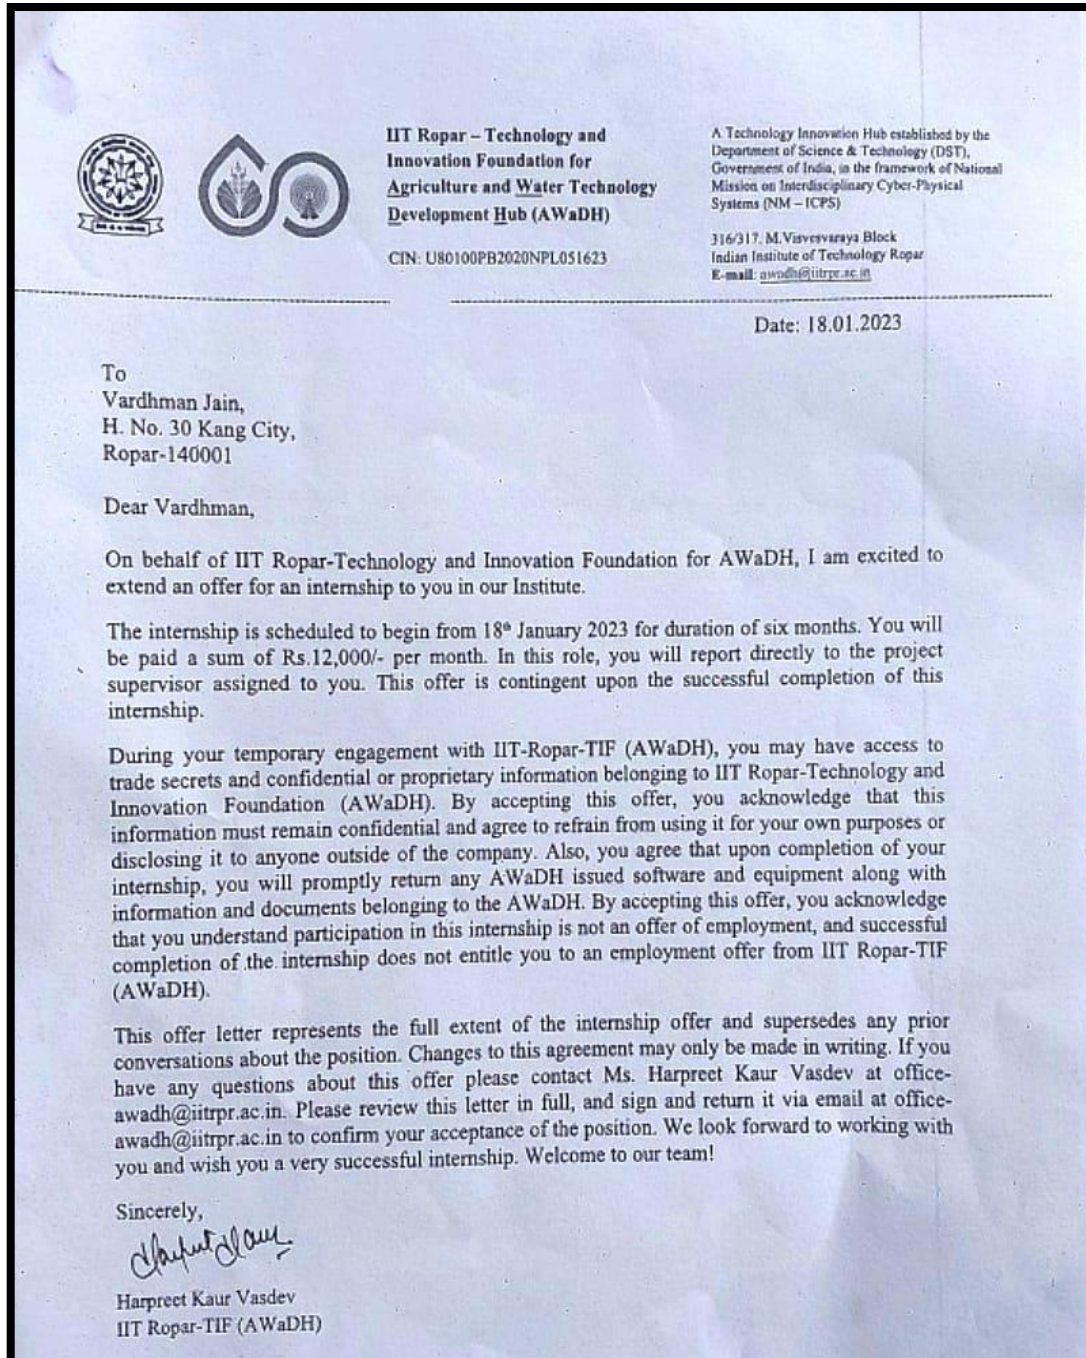 IIT Ropar – Technology and
Innovation Foundation for
Agriculture and Water Technology
Development Hub (AWaDH)
CIN: U80100PB2020NPL051623
A Technology Innovation Hub established by the
Department of Science & Technology (DST),
Government of India, in the framework of National
Mission on Interdisciplinary Cyber-Physical
Systems (NM – ICPS)
316/317, M.Visvesvaraya Block
Indian Institute of Technology Ropar
E-mail: awadh@iitrpr.ac.in
Date: 18.01.2023
To
Vardhman Jain,
H. No. 30 Kang City,
Ropar-140001
Dear Vardhman,
On behalf of IIT Ropar-Technology and Innovation Foundation for AWaDH, I am excited to
extend an offer for an internship to you in our Institute.
The internship is scheduled to begin from 18th January 2023 for duration of six months. You will
be paid a sum of Rs.12,000/- per month. In this role, you will report directly to the project
supervisor assigned to you. This offer is contingent upon the successful completion of this
internship.
During your temporary engagement with IIT-Ropar-TIF (AWaDH), you may have access to
trade secrets and confidential or proprietary information belonging to IIT Ropar-Technology and
Innovation Foundation (AWaDH). By accepting this offer, you acknowledge that this
information must remain confidential and agree to refrain from using it for your own purposes or
disclosing it to anyone outside of the company. Also, you agree that upon completion of your
internship, you will promptly return any AWaDH issued software and equipment along with
information and documents belonging to the AWaDH. By accepting this offer, you acknowledge
that you understand participation in this internship is not an offer of employment, and successful
completion of the internship does not entitle you to an employment offer from IIT Ropar-TIF
(AWaDH).
This offer letter represents the full extent of the internship offer and supersedes any prior
conversations about the position. Changes to this agreement may only be made in writing. If you
have any questions about this offer please contact Ms. Harpreet Kaur Vasdev at office-
awadh@iitrpr.ac.in. Please review this letter in full, and sign and return it via email at office-
awadh@iitrpr.ac.in to confirm your acceptance of the position. We look forward to working with
you and wish you a very successful internship. Welcome to our team!
Sincerely,
Harpreet Kaur Vasdev
IIT Ropar-TIF (AWaDH)